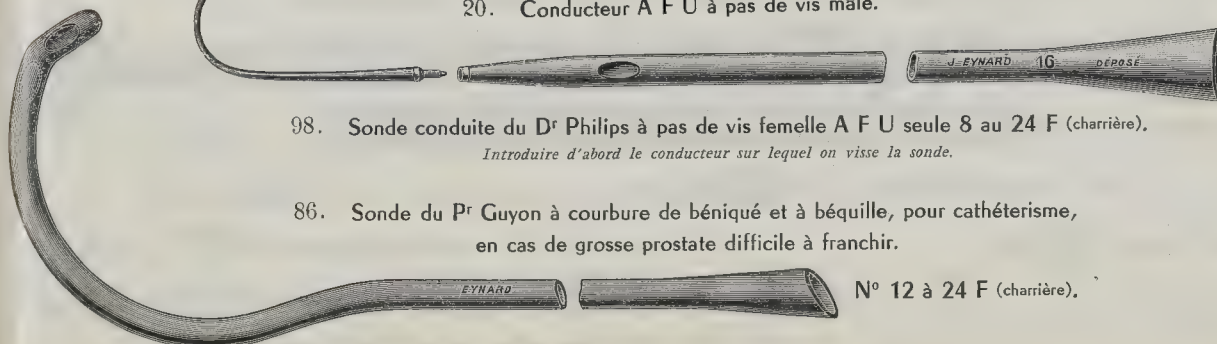 20. Conducteur A F U à pas de vis mâle.
J. EYNARD 16 DÉPOSÉ
98. Sonde conduite du Dr Philips à pas de vis femelle A F U seule 8 au 24 F (charrière).
Introduire d'abord le conducteur sur lequel on visse la sonde.
86. Sonde du Pr Guyon à courbure de béniqué et à béquille, pour cathéterisme,
en cas de grosse prostate difficile à franchir.
EYNARD
No 12 à 24 F (charrière).